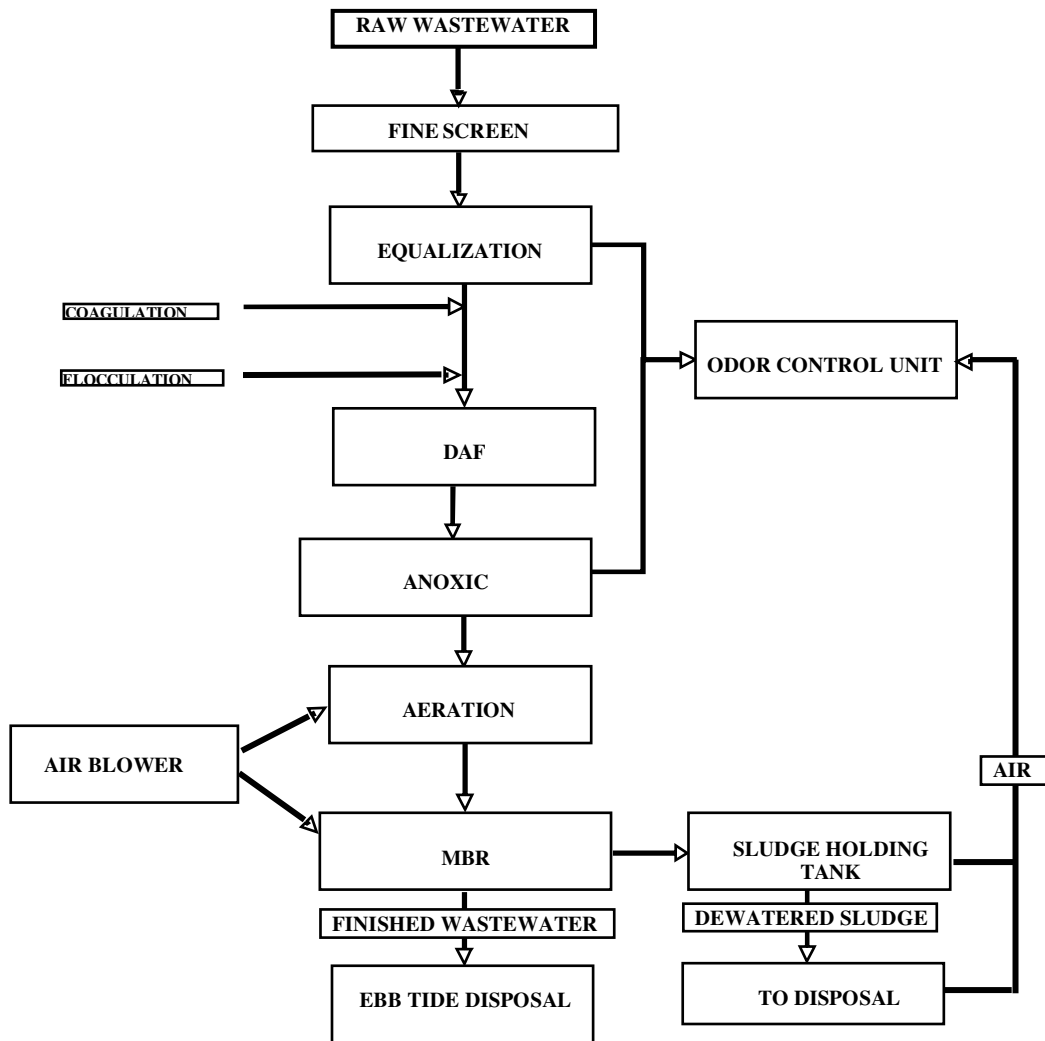 RAW WASTEWATER
FINE SCREEN
EQUALIZATION
COAGULATION
FLOCCULATION
ODOR CONTROL UNIT
DAF
ANOXIC
AERATION
AIR BLOWER
AIR
MBR
SLUDGE HOLDING
TANK
FINISHED WASTEWATER
DEWATERED SLUDGE
EBB TIDE DISPOSAL
TO DISPOSAL